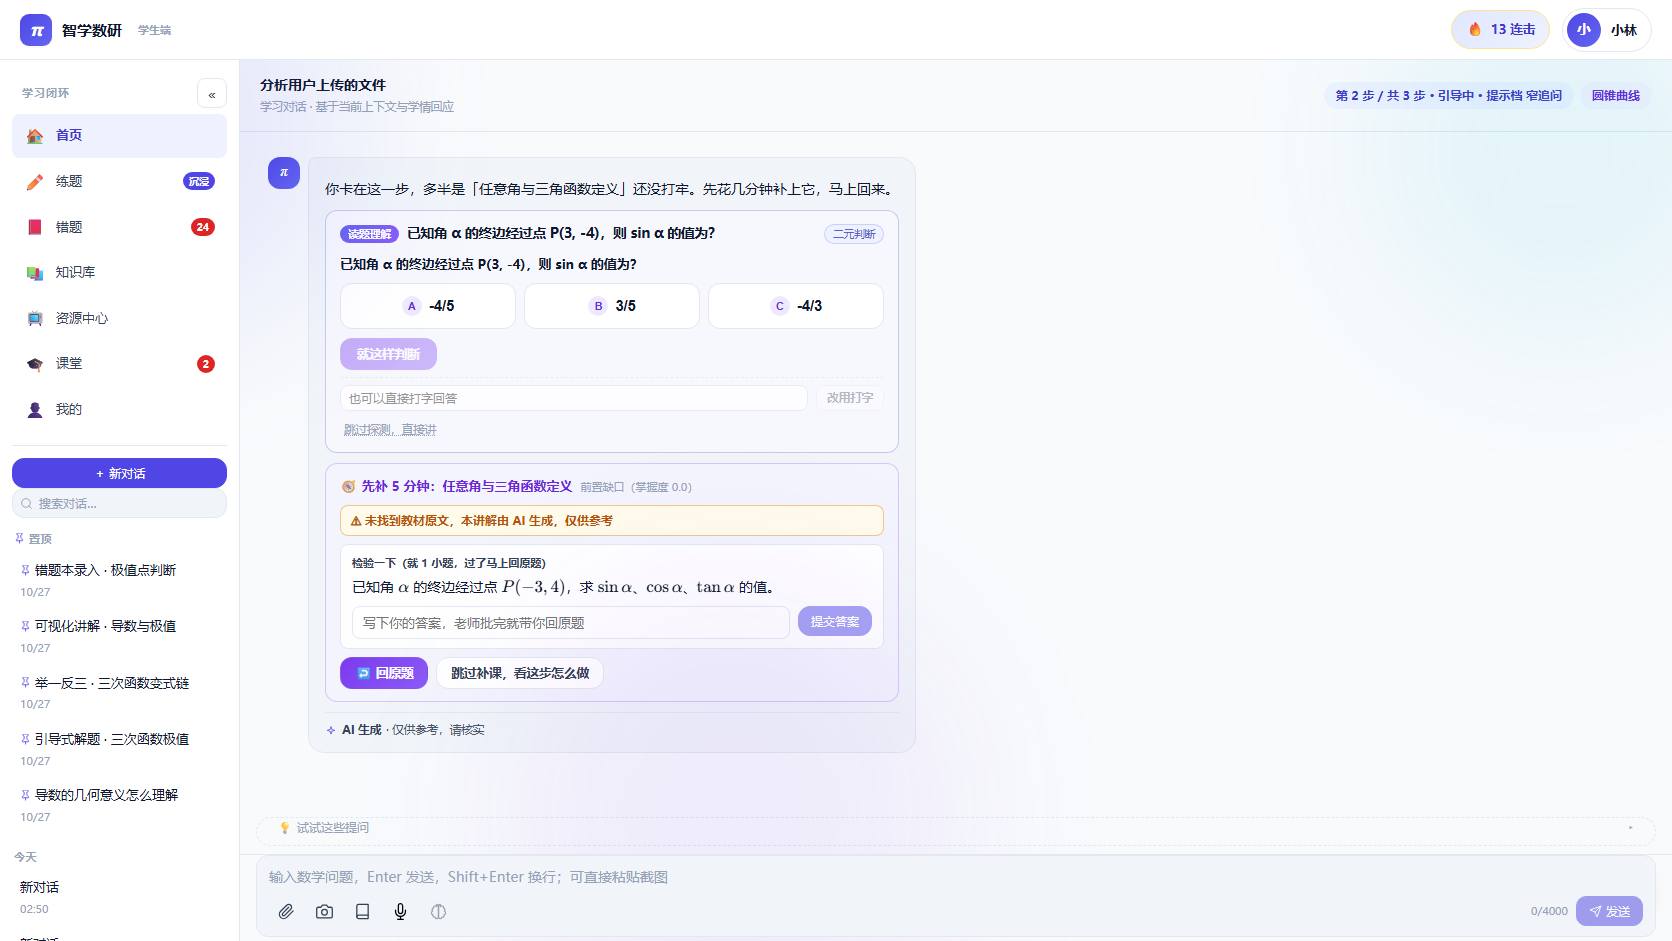 π 智学数研 学生端
13 连击
小 小林
学习闭环
«
首页
练题 沉浸
错题 24
知识库
资源中心
课堂 2
我的
+ 新对话
搜索对话...
置顶
错题本录入 · 极值点判断
10/27
可视化讲解 · 导数与极值
10/27
举一反三 · 三次函数变式链
10/27
引导式解题 · 三次函数极值
10/27
导数的几何意义怎么理解
10/27
今天
新对话
02:50
分析用户上传的文件
学习对话 · 基于当前上下文与学情回应
第 2 步 / 共 3 步 • 引导中 • 提示档 窄追问
圆锥曲线
π
你卡在这一步，多半是「任意角与三角函数定义」还没打牢。先花几分钟补上它，马上回来。
读题理解 已知角 α 的终边经过点 P(3, -4)，则 sin α 的值为？ 二元判断
已知角 α 的终边经过点 P(3, -4)，则 sin α 的值为？
A -4/5
B 3/5
C -4/3
就这样判断
也可以直接打字回答 改用打字
跳过探测，直接讲
先补 5 分钟：任意角与三角函数定义 前置缺口（掌握度 0.0）
⚠ 未找到教材原文，本讲解由 AI 生成，仅供参考
检验一下（就 1 小题，过了马上回原题）
已知角 α 的终边经过点 P(−3, 4)，求 sin α、cos α、tan α 的值。
写下你的答案，老师批完就带你回原题 提交答案
回原题 跳过补课，看这步怎么做
AI 生成 · 仅供参考，请核实
试试这些提问
输入数学问题，Enter 发送，Shift+Enter 换行；可直接粘贴截图
0/4000 发送